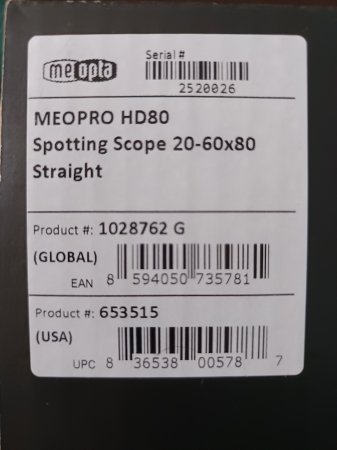 meopta
Serial #
2520026
MEOPRO HD80
Spotting Scope 20-60x80
Straight
Product #: 1028762 G
(GLOBAL)
EAN 8 594050 735781
Product #: 653515
(USA)
UPC 8 36538 00578 7